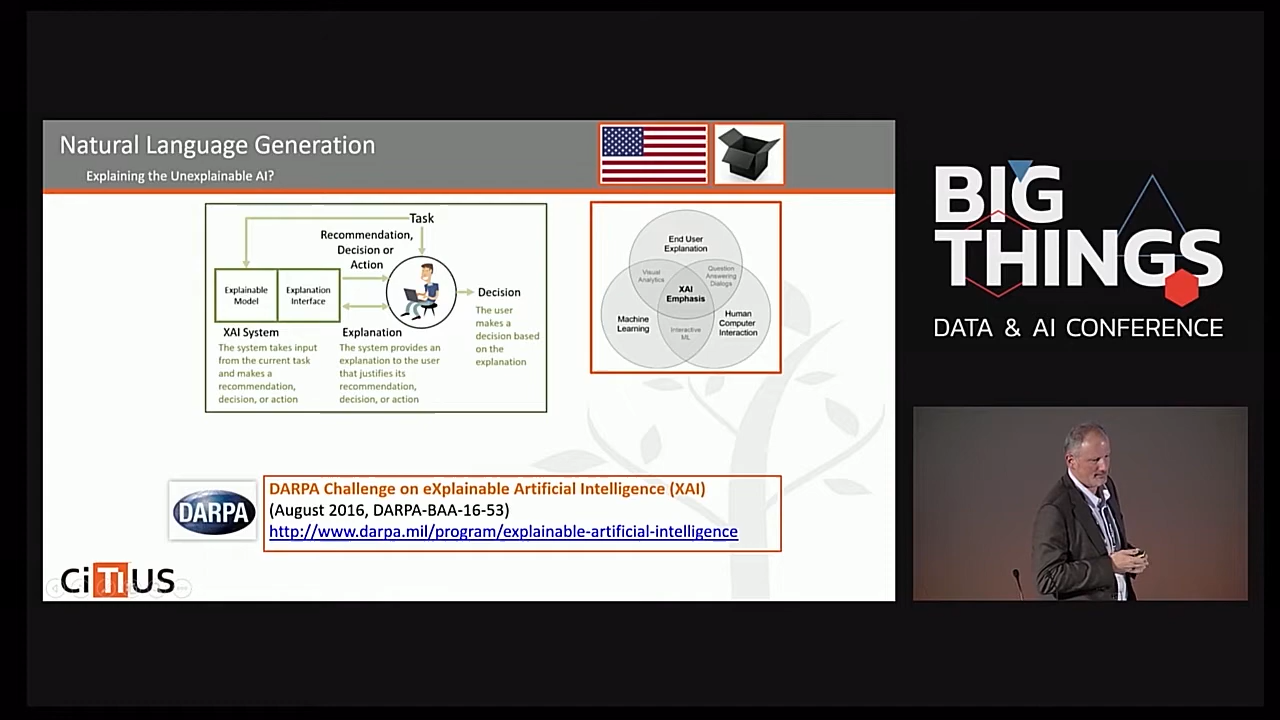 Natural Language Generation
Explaining the Unexplainable AI?
Task
Recommendation,
Decision or
Action
Explainable
Model
Explanation
Interface
Decision
XAI System
The system takes input
from the current task
and makes a
recommendation,
decision, or action
Explanation
The system provides an
explanation to the user
that justifies its
recommendation,
decision, or action
The user
makes a
decision based
on the
explanation
End User
Explanation
Visual
Analytics
Question
Answering
Dialogs
XAI
Emphasis
Machine
Learning
Human
Computer
Interaction
Interactive
ML
DARPA
DARPA Challenge on eXplainable Artificial Intelligence (XAI)
(August 2016, DARPA-BAA-16-53)
http://www.darpa.mil/program/explainable-artificial-intelligence
CiTIUS
BIG
THINGS
DATA & AI CONFERENCE